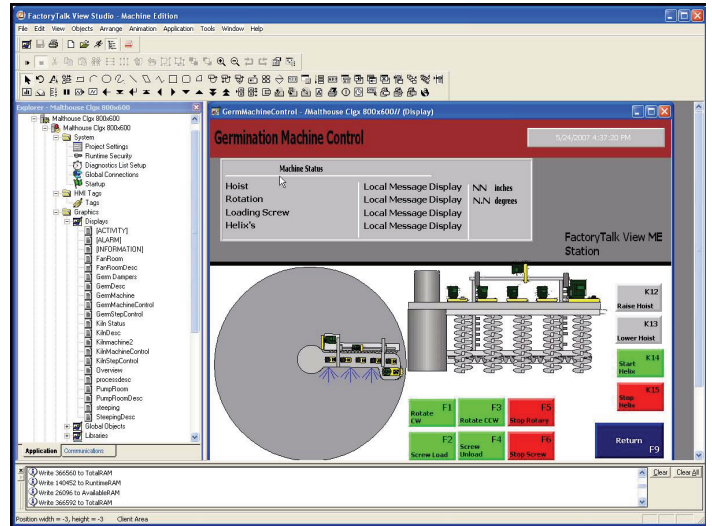 FactoryTalk View Studio - Machine Edition
File Edit View Objects Arrange Animation Application Tools Window Help
Explorer - Malthouse Clgx 800x600
Malthouse Clgx 800x600
Malthouse Clgx 800x600
System
Project Settings
Runtime Security
Diagnostics List Setup
Global Connections
Startup
HMI Tags
Tags
Graphics
Displays
[ACTIVITY]
[ALARM]
[INFORMATION]
FanRoom
FanRoomDesc
Germ Dampers
GermDesc
GermMachine
GermMachineControl
GermStepControl
Kiln Status
KilnDesc
Kilnmachine2
KilnMachineControl
KilnStepControl
Overview
processdesc
PumpRoom
PumpRoomDesc
steeping
SteepingDesc
Global Objects
Libraries
Application Communications
GermMachineControl - /Malthouse Clgx 800x600// (Display)
Germination Machine Control
5/24/2007 4:37:20 PM
Machine Status
Hoist Local Message Display NN inches
Rotation Local Message Display N.N degrees
Loading Screw Local Message Display
Helix's Local Message Display
FactoryTalk View ME
Station
K12
Raise Hoist
K13
Lower Hoist
K14
Start
Helix
K15
Stop
Helix
F1
Rotate
CW
F3
Rotate CCW
F5
Stop Rotary
F2
Screw Load
F4
Screw
Unload
F6
Stop Screw
Return
F9
Write 366560 to TotalRAM
Write 140452 to RuntimeRAM
Write 26096 to AvailableRAM
Write 366592 to TotalRAM
Clear Clear All
Position width = -3, height = -3 Client Area